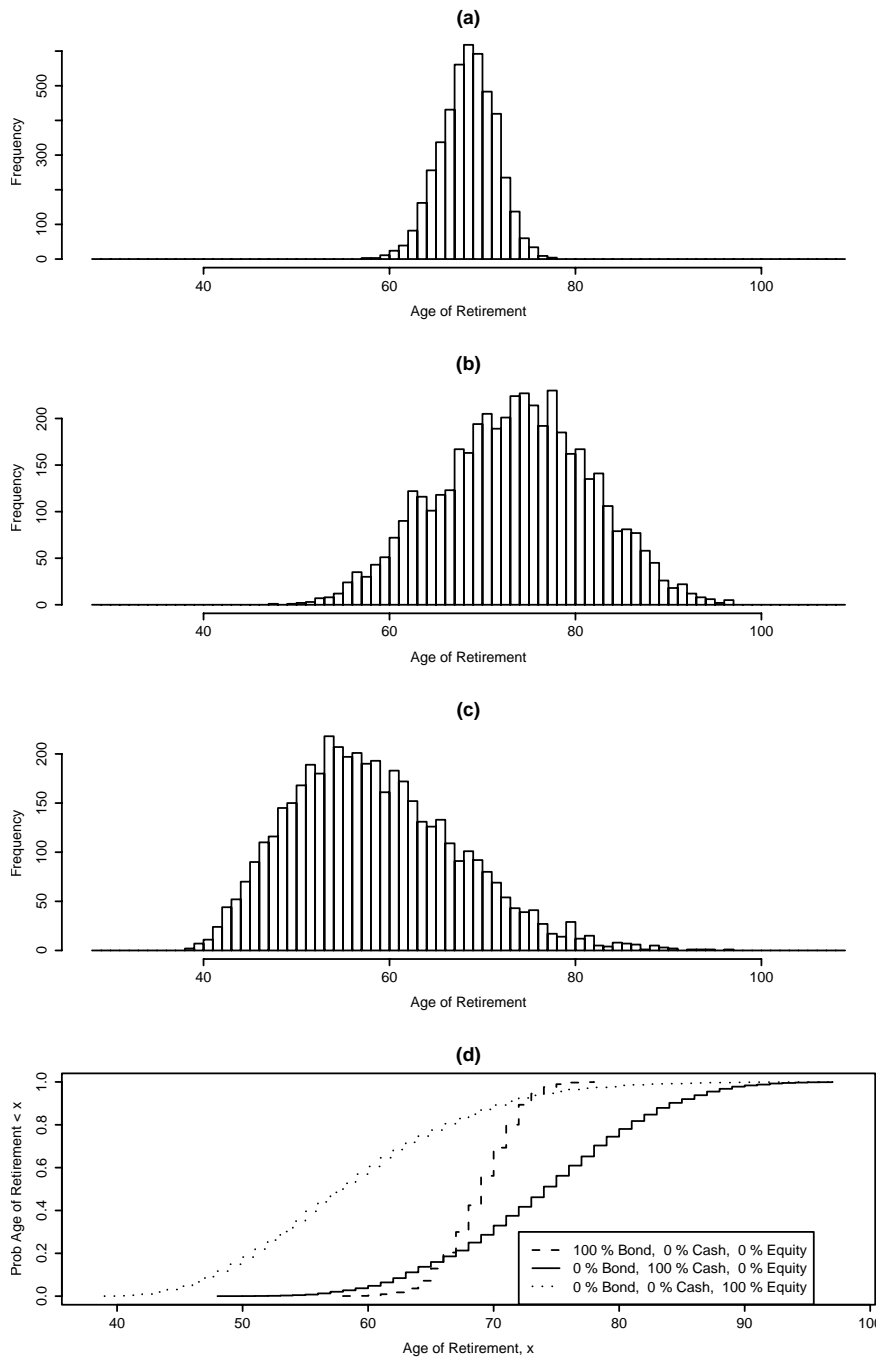 (a)
Frequency
0 100 300 500
40 60 80 100
Age of Retirement
(b)
Frequency
0 50 100 150 200
40 60 80 100
Age of Retirement
(c)
Frequency
0 50 100 150 200
40 60 80 100
Age of Retirement
(d)
Prob Age of Retirement < x
0.0 0.2 0.4 0.6 0.8 1.0
100 % Bond, 0 % Cash, 0 % Equity
0 % Bond, 100 % Cash, 0 % Equity
0 % Bond, 0 % Cash, 100 % Equity
40 50 60 70 80 90 100
Age of Retirement, x